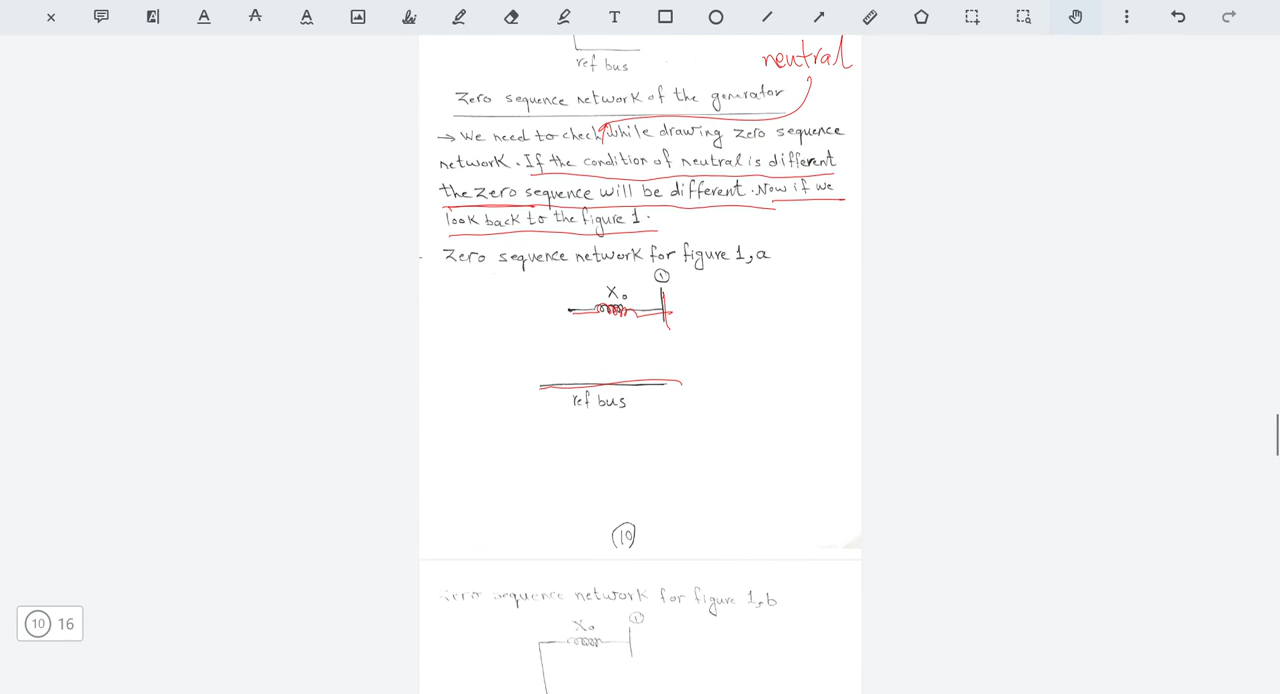 T
ref bus
neutral
Zero sequence network of the generator
→ We need to check while drawing zero sequence
network. If the condition of neutral is different
the zero sequence will be different. Now if we
look back to the figure 1.
- Zero sequence network for figure 1,a
1
X₀
ref bus
10
Zero sequence network for figure 1,b
1
X₀
10 16